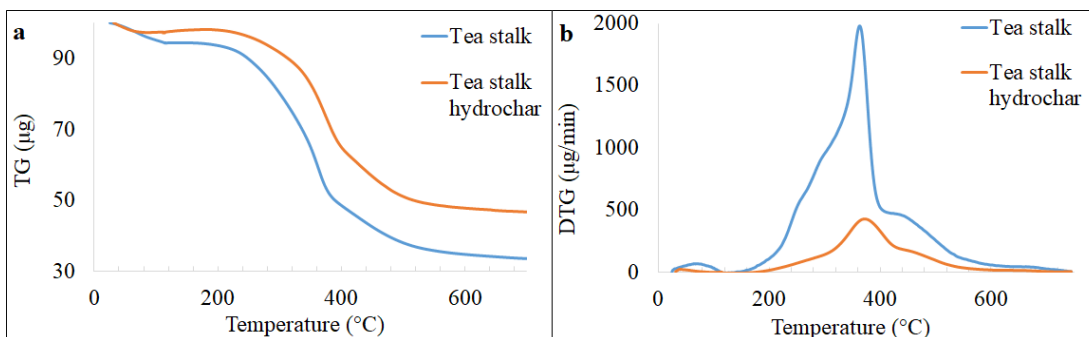 a
Tea stalk
Tea stalk
hydrochar
TG (µg)
90
70
50
30
0
200
400
600
Temperature (°C)
b
Tea stalk
Tea stalk
hydrochar
DTG (µg/min)
2000
1500
1000
500
0
0
200
400
600
Temperature (°C)